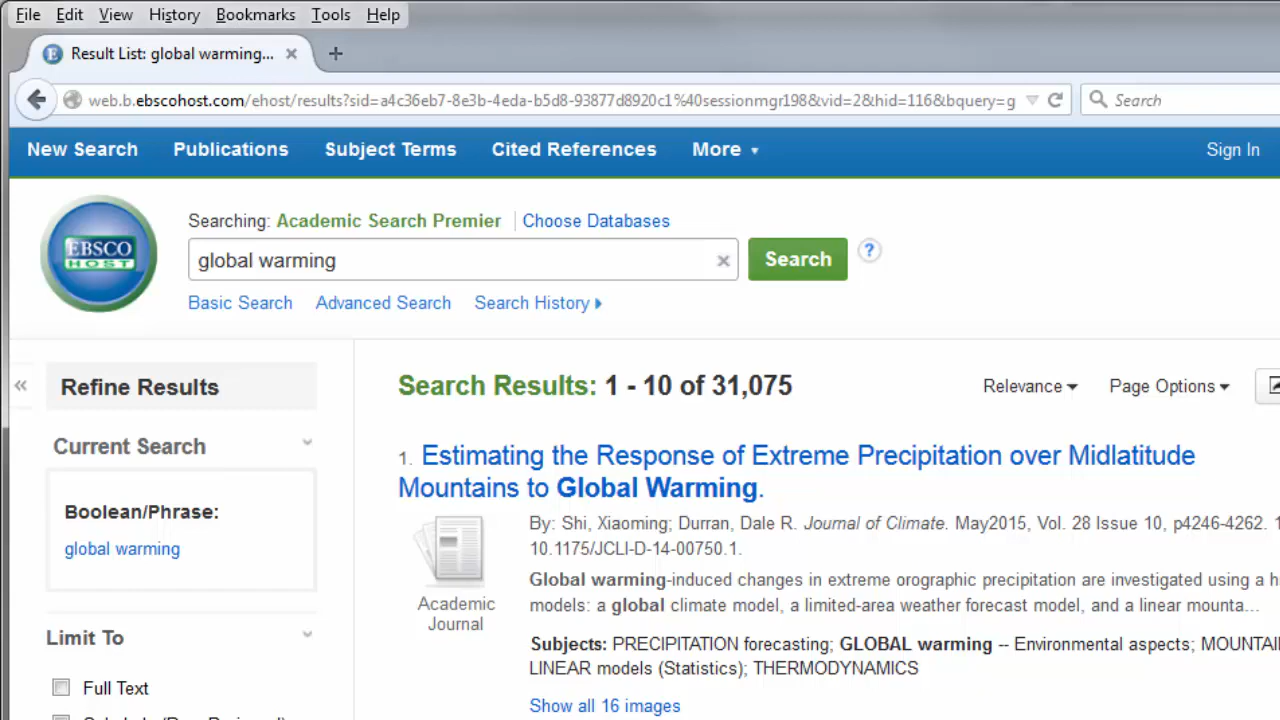 File Edit View History Bookmarks Tools Help
Result List: global warming...
web.b.ebscohost.com/ehost/results?sid=a4c36eb7-8e3b-4eda-b5d8-93877d8920c1%40sessionmgr198&vid=2&hid=116&bquery=g
Search
New Search Publications Subject Terms Cited References More Sign In
EBSCO
HOST
Searching: Academic Search Premier Choose Databases
global warming
Search
?
Basic Search Advanced Search Search History
Refine Results
Search Results: 1 - 10 of 31,075
Relevance Page Options
Current Search
Boolean/Phrase:
global warming
Limit To
Full Text
1. Estimating the Response of Extreme Precipitation over Midlatitude
Mountains to Global Warming.
Academic
Journal
By: Shi, Xiaoming; Durran, Dale R. Journal of Climate. May2015, Vol. 28 Issue 10, p4246-4262.
10.1175/JCLI-D-14-00750.1.
Global warming-induced changes in extreme orographic precipitation are investigated using a
models: a global climate model, a limited-area weather forecast model, and a linear mounta...
Subjects: PRECIPITATION forecasting; GLOBAL warming -- Environmental aspects; MOUNTAI
LINEAR models (Statistics); THERMODYNAMICS
Show all 16 images